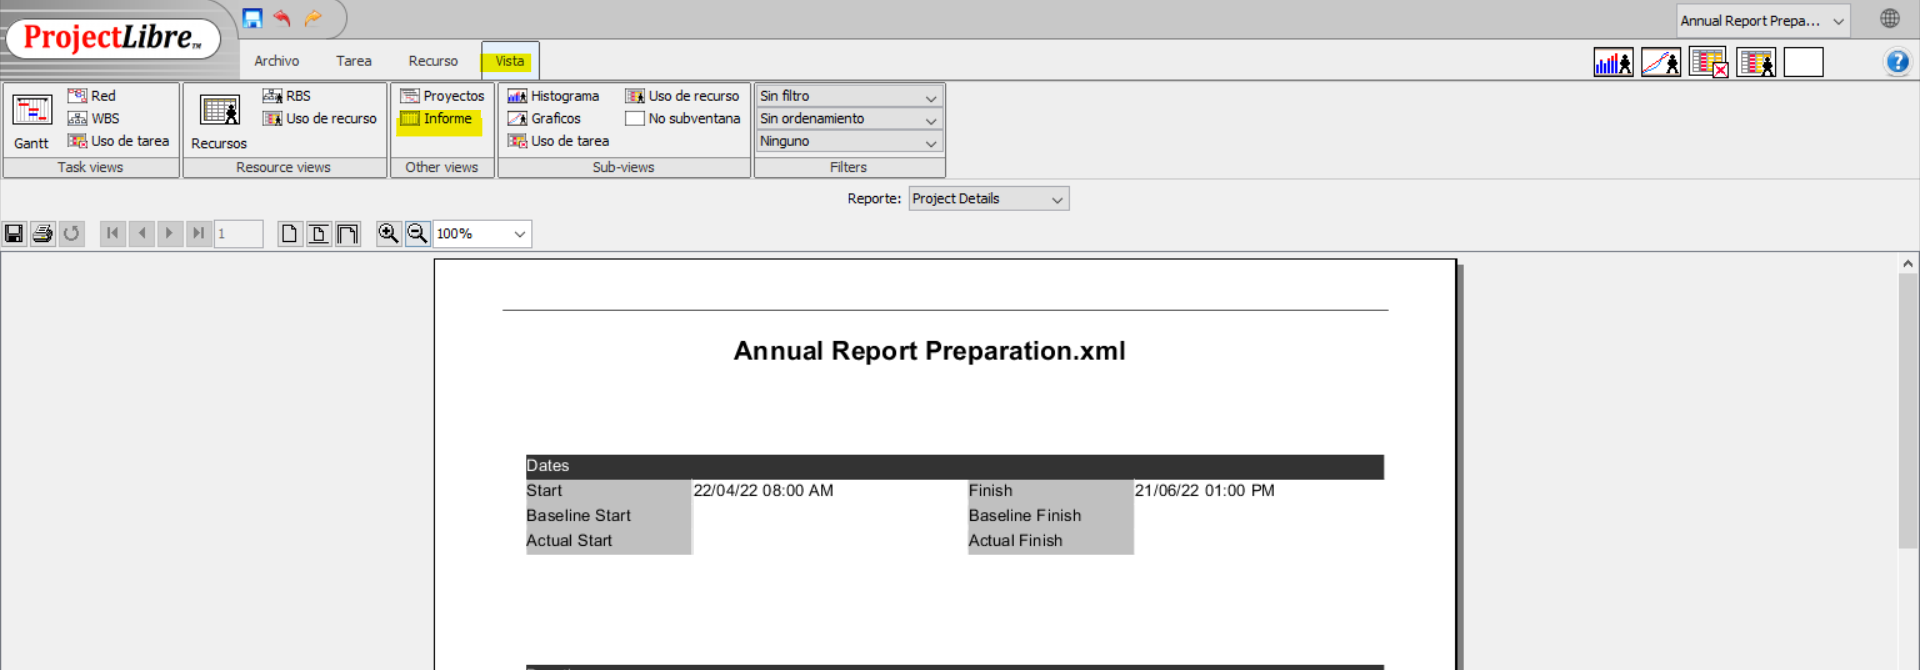 Annual Report Prepa...
ProjectLibre™
Archivo Tarea Recurso Vista
Red RBS Proyectos Histograma Uso de recurso Sin filtro
WBS Uso de recurso Informe Graficos No subventana Sin ordenamiento
Gantt Uso de tarea Recursos Uso de tarea Ninguno
Task views Resource views Other views Sub-views Filters
Reporte: Project Details
1 100%
Annual Report Preparation.xml
Dates
Start 22/04/22 08:00 AM Finish 21/06/22 01:00 PM
Baseline Start Baseline Finish
Actual Start Actual Finish